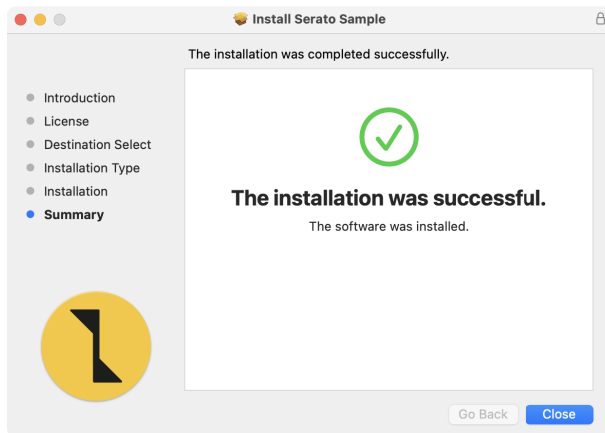 Install Serato Sample
The installation was completed successfully.
Introduction
License
Destination Select
Installation Type
Installation
Summary
The installation was successful.
The software was installed.
Go Back
Close